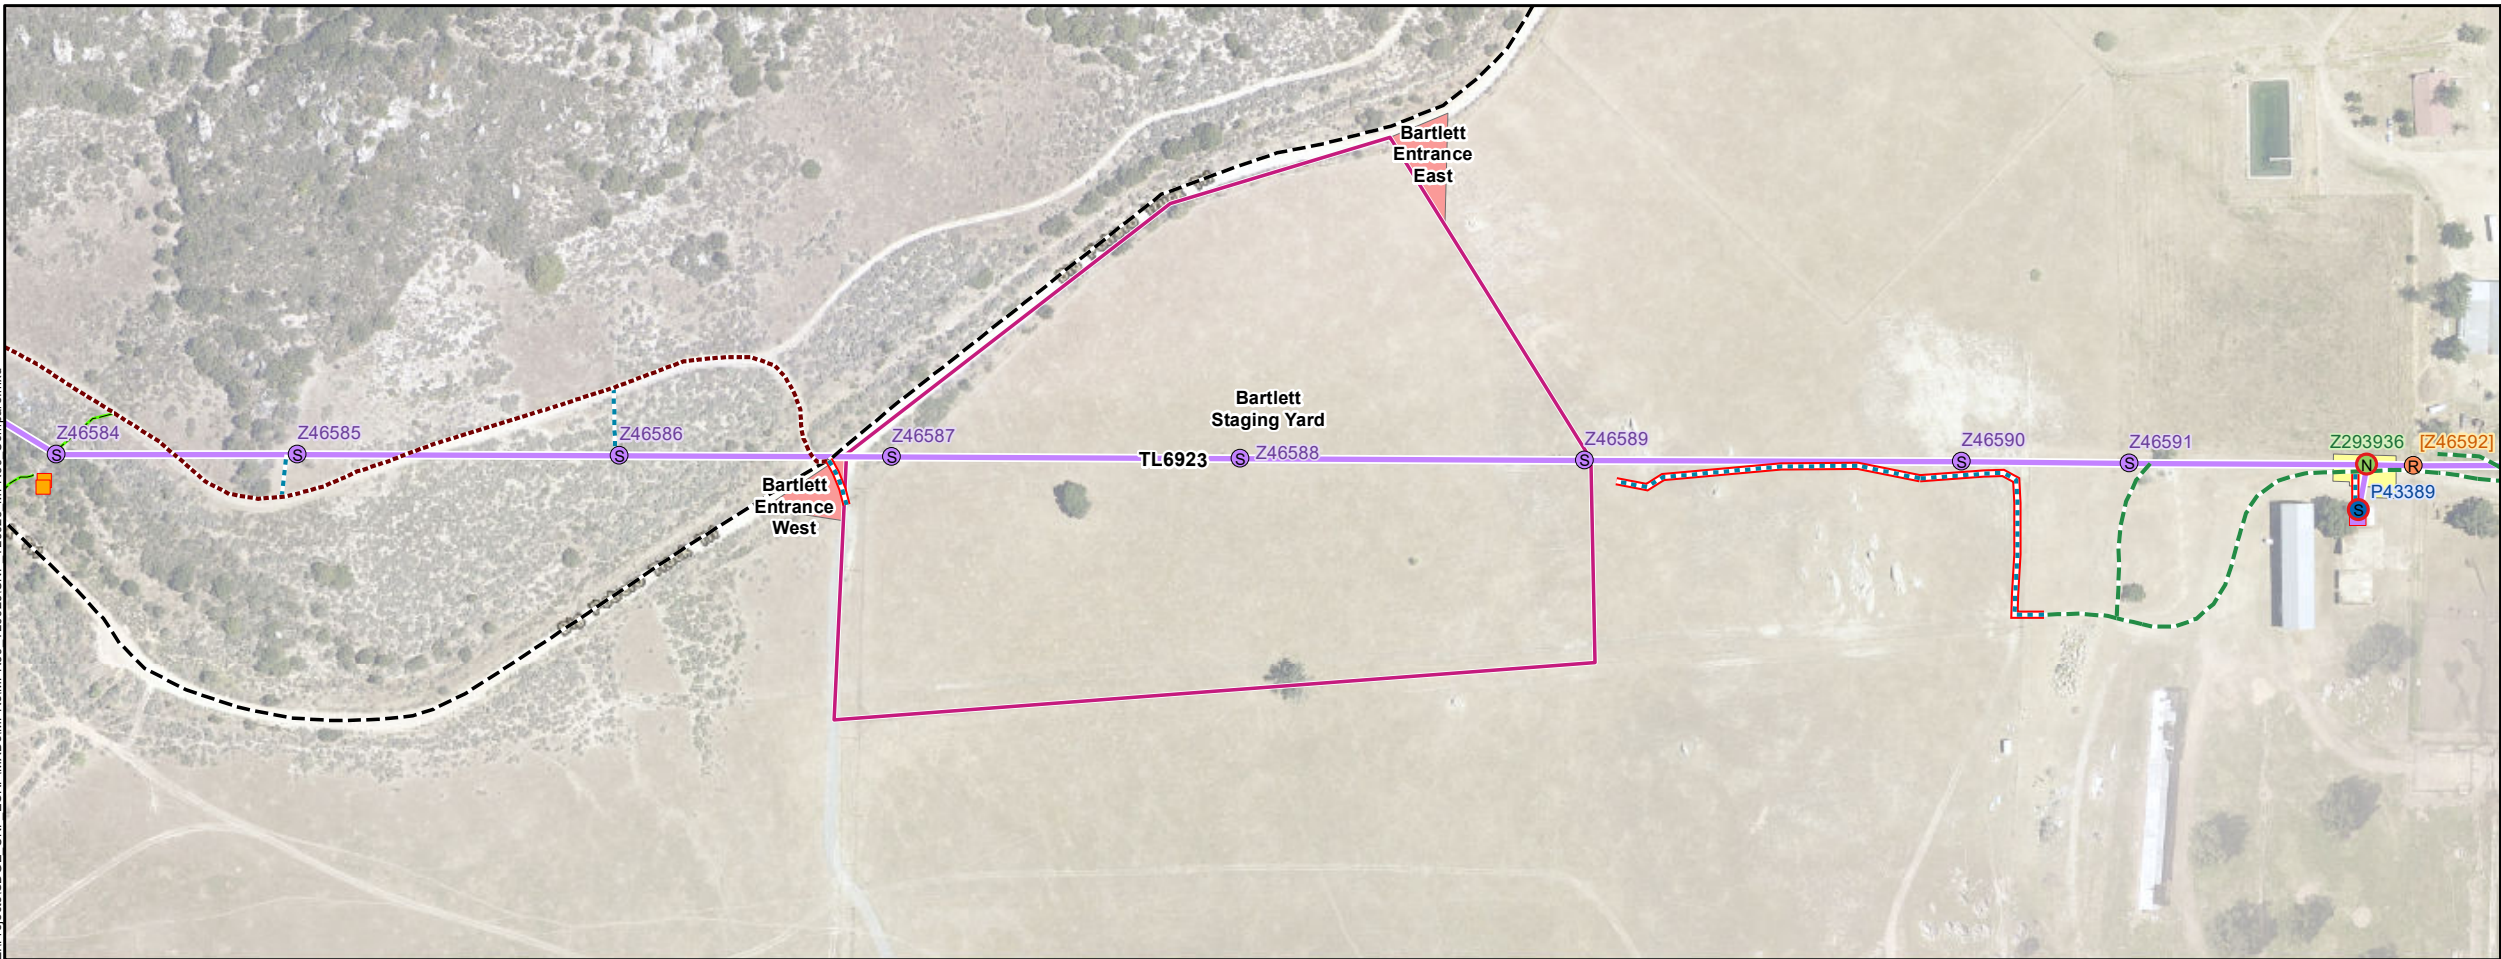 Bartlett
Entrance
East
Bartlett
Staging Yard
Z46584
S
Z46585
S
Z46586
S
Z46587
S
TL6923
S
Z46588
Z46589
S
Z46590
S
Z46591
S
Z293936
N
[Z46592]
R
P43389
S
Bartlett
Entrance
West